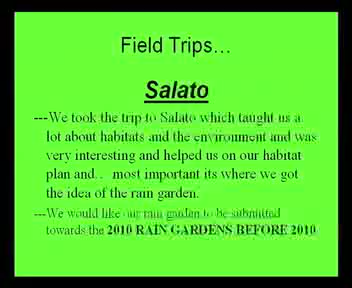 Field Trips…
Salato
---We took the trip to Salato which taught us a
lot about habitats and the environment and was
very interesting and helped us on our habitat
plan and.. most important its where we got
the idea of the rain garden.
---We would like our rain garden to be submitted
towards the 2010 RAIN GARDENS BEFORE 2010